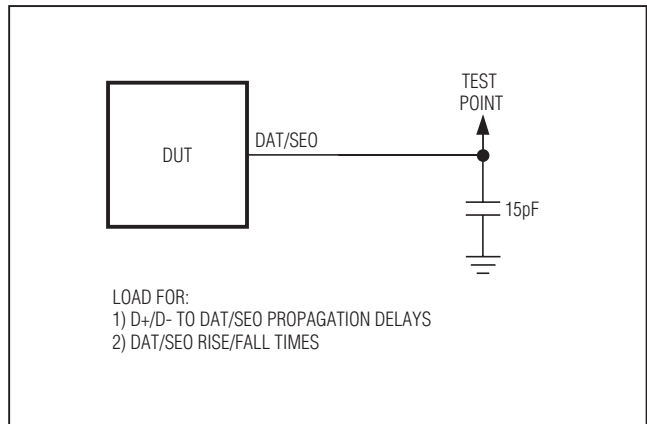 TEST
POINT
DAT/SEO
DUT
15pF
LOAD FOR:
1) D+/D- TO DAT/SEO PROPAGATION DELAYS
2) DAT/SEO RISE/FALL TIMES